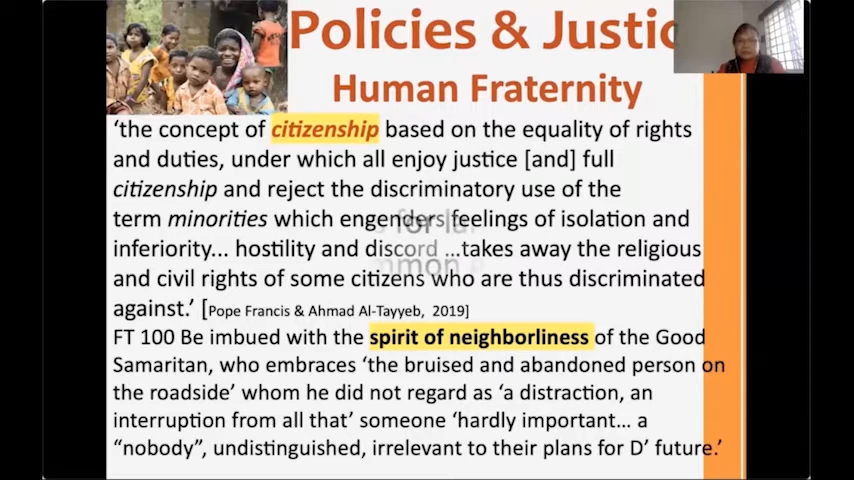 Policies & Justic
Human Fraternity
‘the concept of citizenship based on the equality of rights
and duties, under which all enjoy justice [and] full
citizenship and reject the discriminatory use of the
term minorities which engenders feelings of isolation and
inferiority... hostility and discord ...takes away the religious
and civil rights of some citizens who are thus discriminated
against.’ [Pope Francis & Ahmad Al-Tayyeb, 2019]
FT 100 Be imbued with the spirit of neighborliness of the Good
Samaritan, who embraces ‘the bruised and abandoned person on
the roadside’ whom he did not regard as ‘a distraction, an
interruption from all that’ someone ‘hardly important... a
“nobody”, undistinguished, irrelevant to their plans for D’ future.’